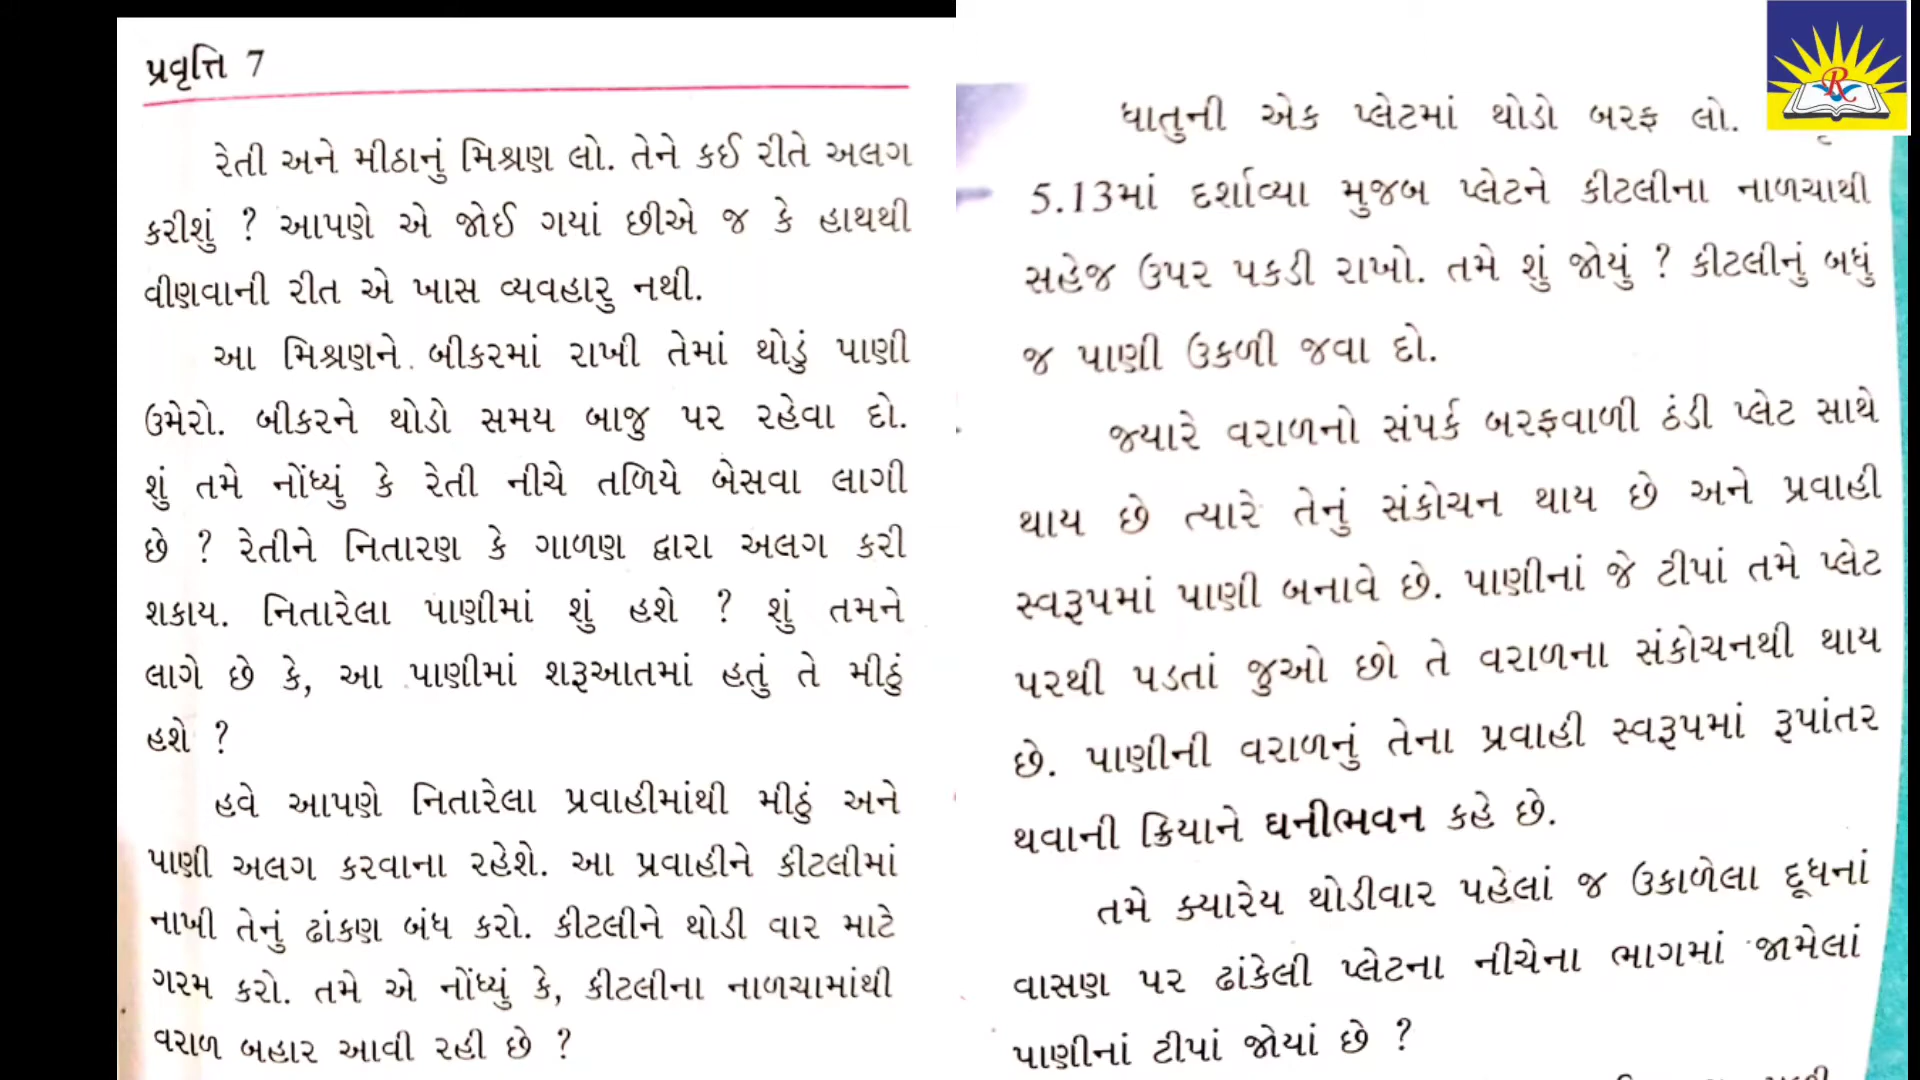 પ્રવૃત્તિ 7
રેતી અને મીઠાનું મિશ્રણ લો. તેને કઈ રીતે અલગ
કરીશું ? આપણે એ જોઈ ગયાં છીએ જ કે હાથથી
વીણવાની રીત એ ખાસ વ્યવહારુ નથી.
આ મિશ્રણને બીકરમાં રાખી તેમાં થોડું પાણી
ઉમેરો. બીકરને થોડો સમય બાજુ પર રહેવા દો.
શું તમે નોંધ્યું કે રેતી નીચે તળિયે બેસવા લાગી
છે ? રેતીને નિતારણ કે ગાળણ દ્વારા અલગ કરી
શકાય. નિતારેલા પાણીમાં શું હશે ? શું તમને
લાગે છે કે, આ પાણીમાં શરૂઆતમાં હતું તે મીઠું
હશે ?
હવે આપણે નિતારેલા પ્રવાહીમાંથી મીઠું અને
પાણી અલગ કરવાના રહેશે. આ પ્રવાહીને કીટલીમાં
નાખી તેનું ઢાંકણ બંધ કરો. કીટલીને થોડી વાર માટે
ગરમ કરો. તમે એ નોંધ્યું કે, કીટલીના નાળચામાંથી
વરાળ બહાર આવી રહી છે ?
ધાતુની એક પ્લેટમાં થોડો બરફ લો.
5.13માં દર્શાવ્યા મુજબ પ્લેટને કીટલીના નાળચાથી
સહેજ ઉપર પકડી રાખો. તમે શું જોયું ? કીટલીનું બધું
જ પાણી ઉકળી જવા દો.
જ્યારે વરાળનો સંપર્ક બરફવાળી ઠંડી પ્લેટ સાથે
થાય છે ત્યારે તેનું સંકોચન થાય છે અને પ્રવાહી
સ્વરૂપમાં પાણી બનાવે છે. પાણીનાં જે ટીપાં તમે પ્લેટ
પરથી પડતાં જુઓ છો તે વરાળના સંકોચનથી થાય
છે. પાણીની વરાળનું તેના પ્રવાહી સ્વરૂપમાં રૂપાંતર
થવાની ક્રિયાને ઘનીભવન કહે છે.
તમે ક્યારેય થોડીવાર પહેલાં જ ઉકાળેલા દૂધનાં
વાસણ પર ઢાંકેલી પ્લેટના નીચેના ભાગમાં જામેલાં
પાણીનાં ટીપાં જોયાં છે ?